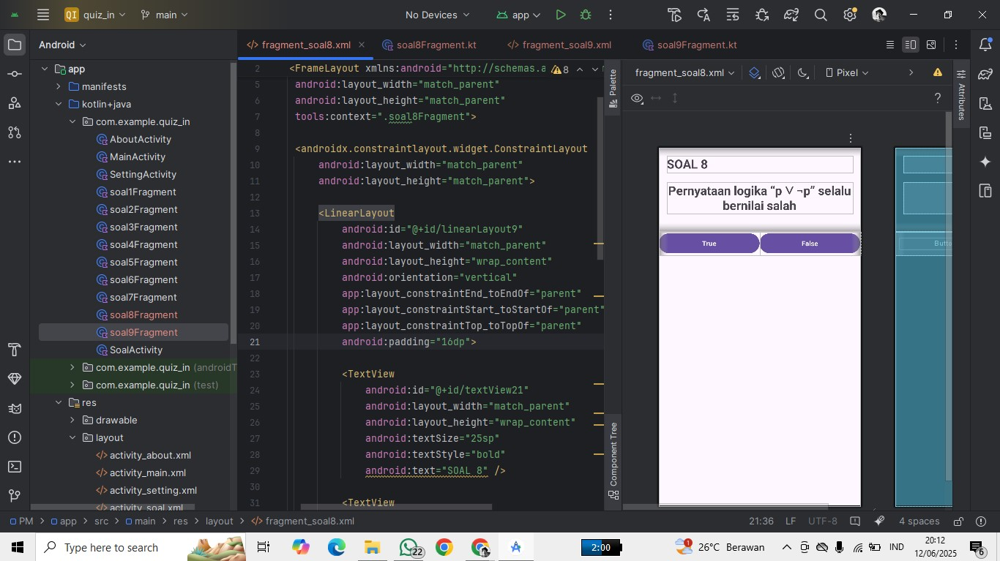 QI quiz_in main No Devices app
Android
fragment_soal8.xml soal8Fragment.kt fragment_soal9.xml soal9Fragment.kt
app
manifests
kotlin+java
com.example.quiz_in
AboutActivity
MainActivity
SettingActivity
soal1Fragment
soal2Fragment
soal3Fragment
soal4Fragment
soal5Fragment
soal6Fragment
soal7Fragment
soal8Fragment
soal9Fragment
SoalActivity
com.example.quiz_in (androidT
com.example.quiz_in (test)
res
drawable
layout
activity_about.xml
activity_main.xml
activity_setting.xml
activity_soal.xml
2 <FrameLayout xmlns:android="http://schemas.a 8
5 android:layout_width="match_parent"
6 android:layout_height="match_parent"
7 tools:context=".soal8Fragment">
8
9 <androidx.constraintlayout.widget.ConstraintLayout
10 android:layout_width="match_parent"
11 android:layout_height="match_parent">
12
13 <LinearLayout
14 android:id="@+id/linearLayout9"
15 android:layout_width="match_parent"
16 android:layout_height="wrap_content"
17 android:orientation="vertical"
18 app:layout_constraintEnd_toEndOf="parent"
19 app:layout_constraintStart_toStartOf="parent"
20 app:layout_constraintTop_toTopOf="parent"
21 android:padding="16dp">
22
23 <TextView
24 android:id="@+id/textView21"
25 android:layout_width="match_parent"
26 android:layout_height="wrap_content"
27 android:textSize="25sp"
28 android:textStyle="bold"
29 android:text="SOAL 8" />
30
31 <TextView
Palette
Component Tree
fragment_soal8.xml Pixel
?
Attributes
SOAL 8
Pernyataan logika “p ∨ ¬p” selalu
bernilai salah
True False
Butto
PM > app > src > main > res > layout > fragment_soal8.xml 21:36 LF UTF-8 4 spaces
Type here to search 22 2:00 1 26°C Berawan IND 20:12
12/06/2025 6